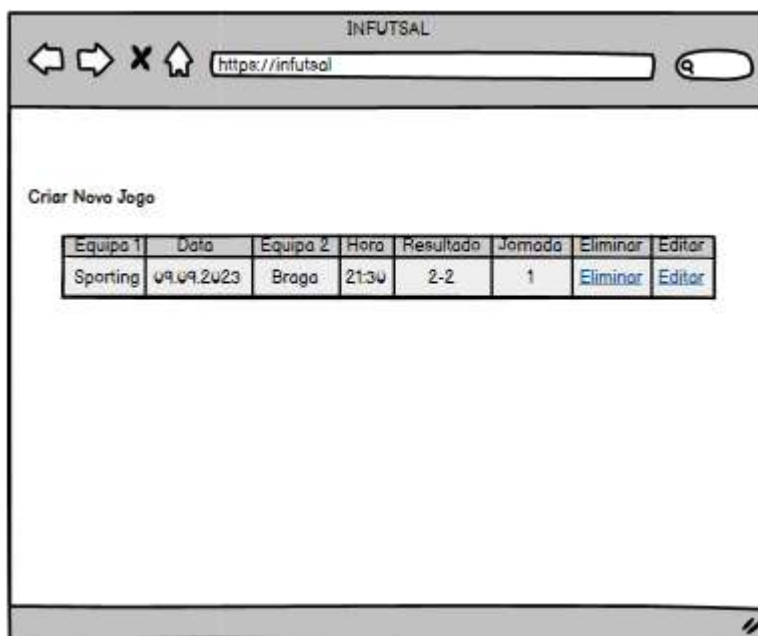 INFUTSAL
https://infutsal
Criar Novo Jogo
Equipa 1 Data Equipa 2 Hora Resultado Jornada Eliminar Editar
Sporting 09.09.2023 Braga 21:30 2-2 1 Eliminar Editar